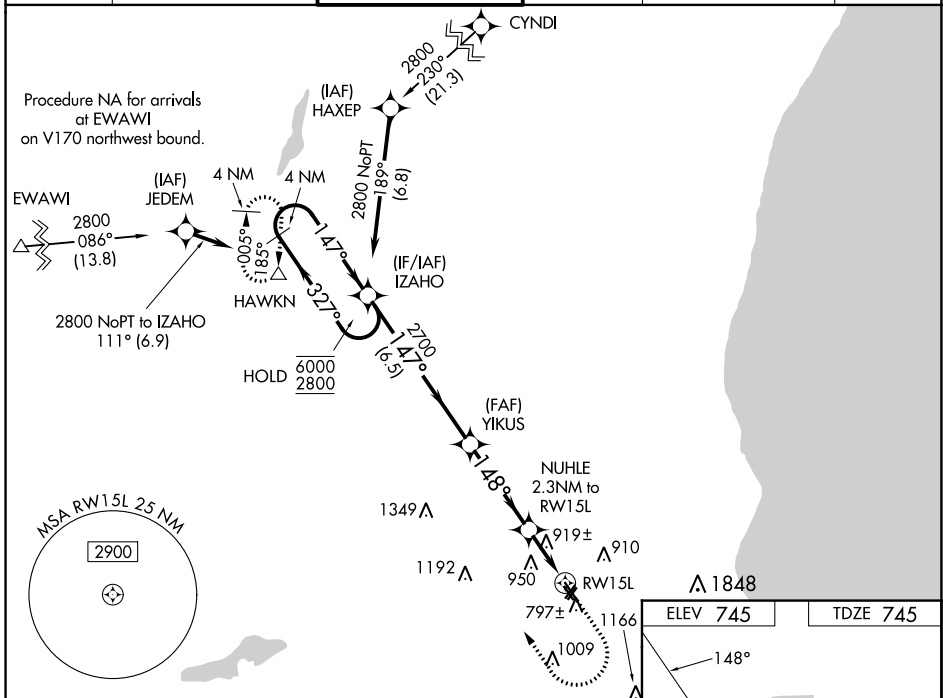 CYNDI
2800
230°
(21.3)
(IAF)
HAXEP
Procedure NA for arrivals
at EWAWI
on V170 northwest bound.
2800 NoPT
189°
(6.8)
4 NM
4 NM
(IAF)
JEDEM
EWAWI
2800
086°
(13.8)
005°
185°
147°
(IF/IAF)
IZAHO
HAWKN
327°
2800 NoPT to IZAHO
111° (6.9)
HOLD
6000
2800
2700
147°
(6.5)
(FAF)
YIKUS
148°
NUHLE
2.3NM to
RW15L
MSA RW15L 25 NM
2900
1349
919±
910
1192
950
RW15L
1848
797±
1166
1009
ELEV 745
TDZE 745
148°